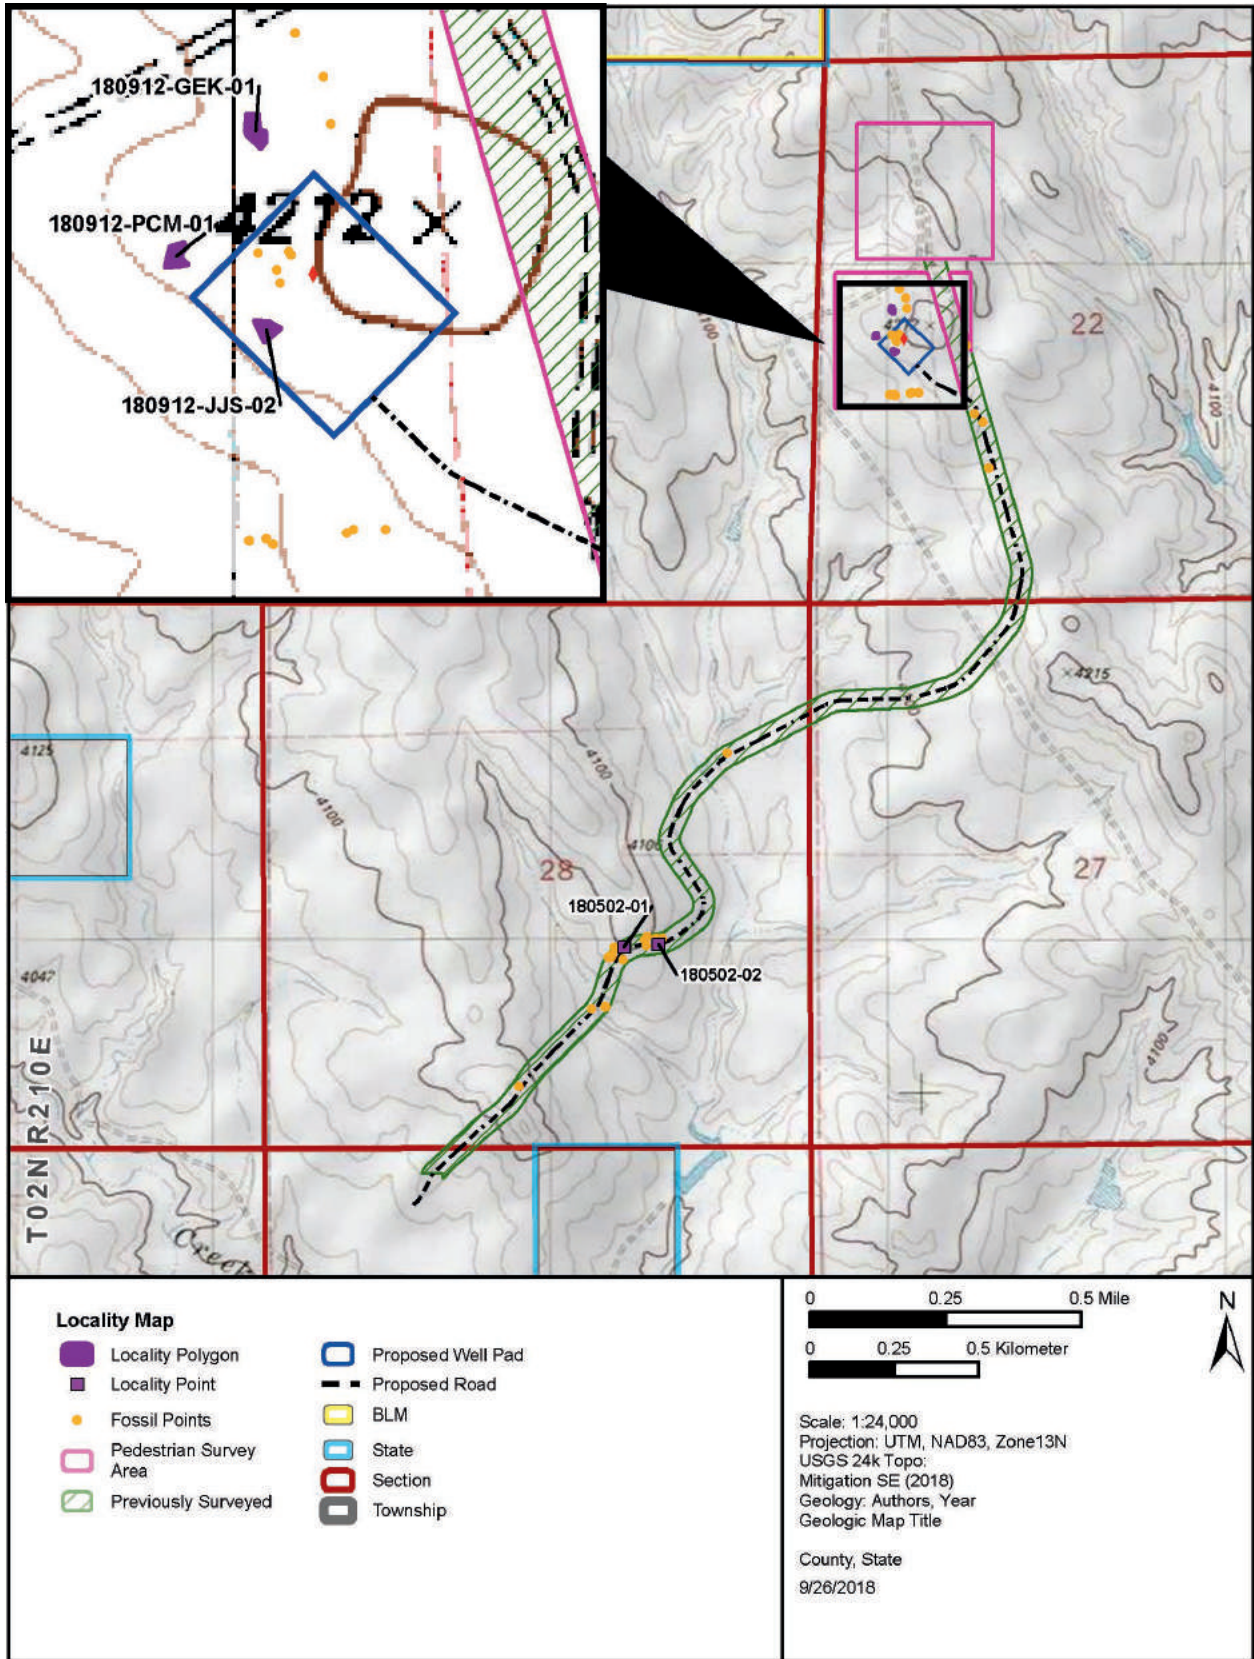 180912-GEK-01
180912-PCM-01
4212
180912-JJS-02
4100
4212
22
4100
4215
4125
4100
4100
4106
28
27
180502-01
180502-02
4047
4100
T02N R210E
Creek
Locality Map
Locality Polygon
Locality Point
Fossil Points
Pedestrian Survey
Area
Previously Surveyed
Proposed Well Pad
Proposed Road
BLM
State
Section
Township
0 0.25 0.5 Mile
0 0.25 0.5 Kilometer
N
Scale: 1:24,000
Projection: UTM, NAD83, Zone13N
USGS 24k Topo:
Mitigation SE (2018)
Geology: Authors, Year
Geologic Map Title
County, State
9/26/2018